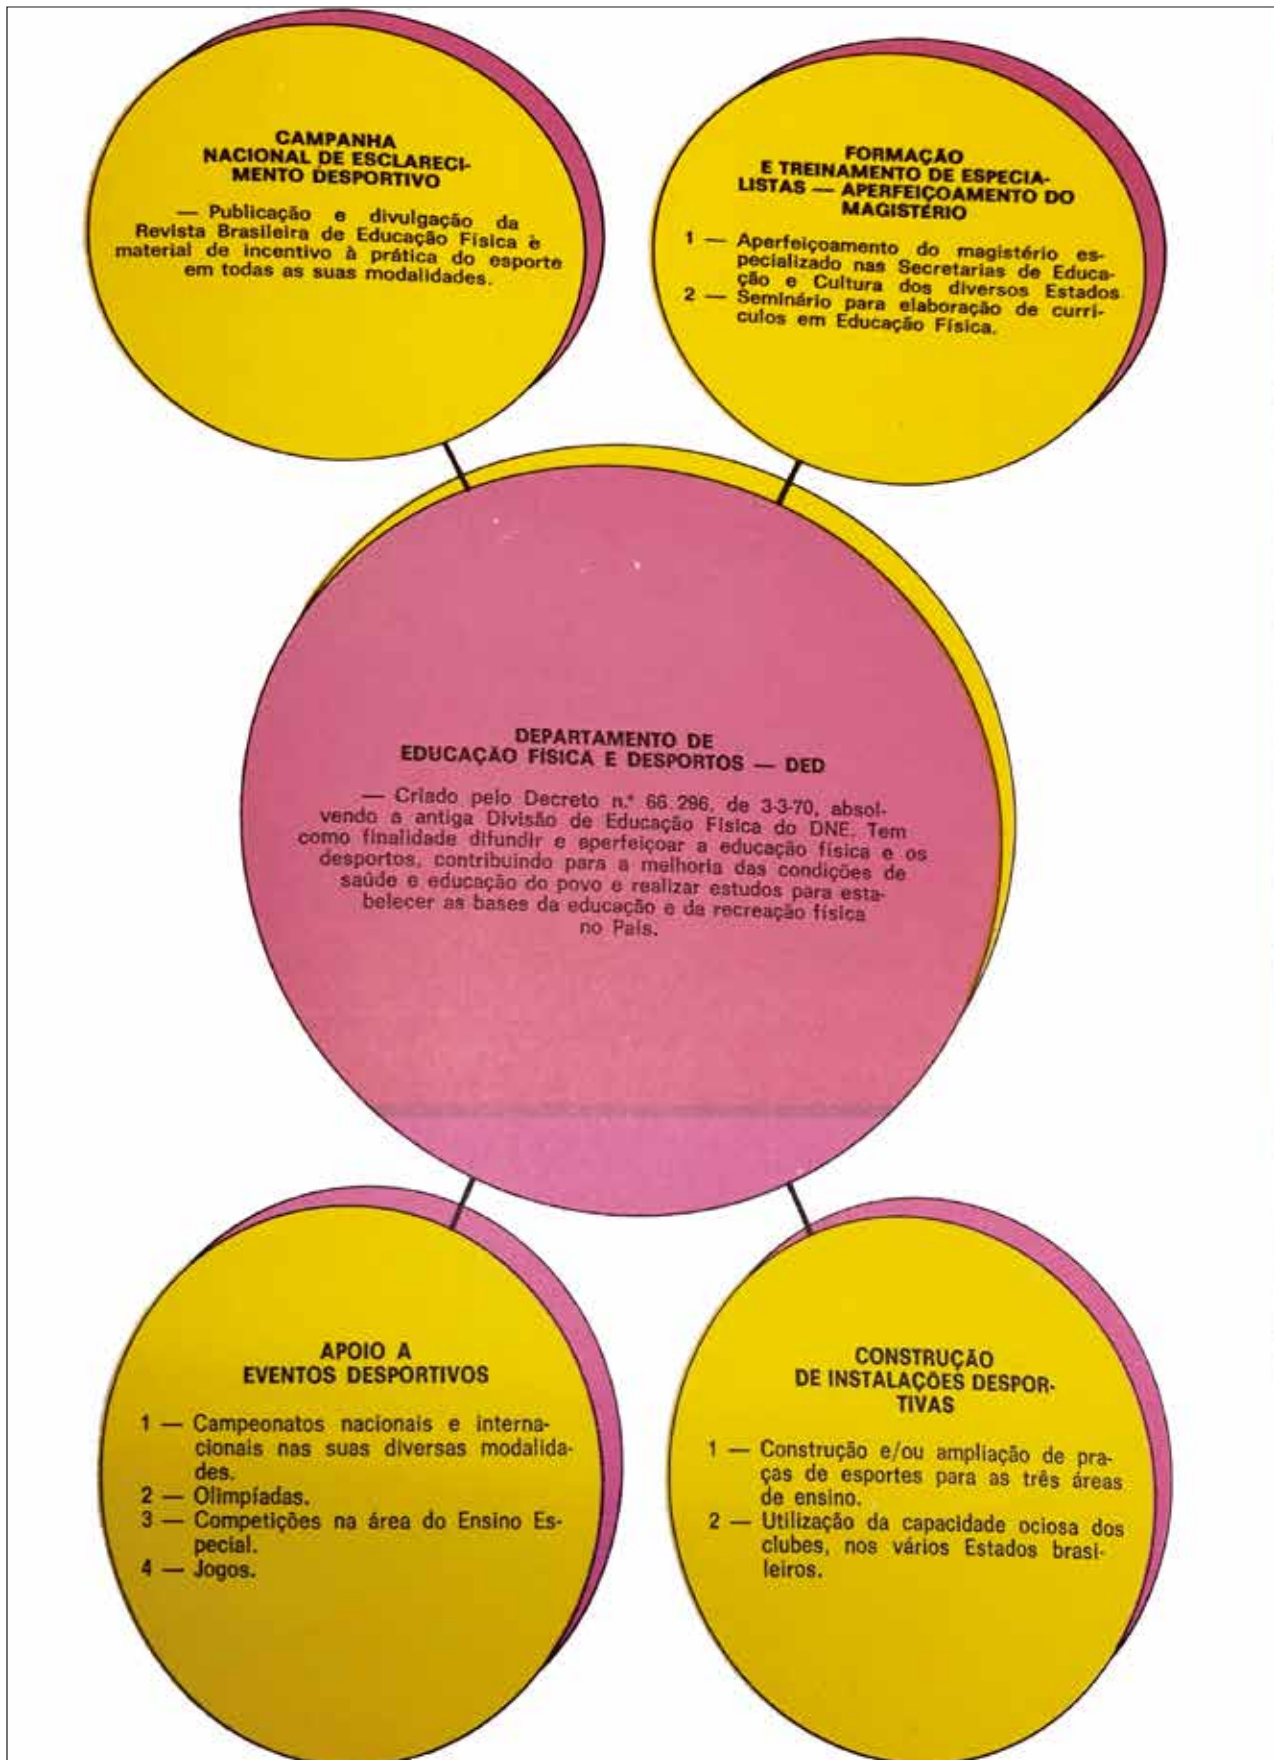 CAMPANHA
NACIONAL DE ESCLARECI-
MENTO DESPORTIVO
— Publicação e divulgação da
Revista Brasileira de Educação Física e
material de incentivo à prática do esporte
em todas as suas modalidades.
FORMAÇÃO
E TREINAMENTO DE ESPECIA-
LISTAS — APERFEIÇOAMENTO DO
MAGISTÉRIO
1 — Aperfeiçoamento do magistério es-
pecializado nas Secretarias de Educa-
ção e Cultura dos diversos Estados.
2 — Seminário para elaboração de currí-
culos em Educação Física.
DEPARTAMENTO DE
EDUCAÇÃO FÍSICA E DESPORTOS — DED
— Criado pelo Decreto n.° 66.296, de 3-3-70, absol-
vendo a antiga Divisão de Educação Física do DNE. Tem
como finalidade difundir e aperfeiçoar a educação física e os
desportos, contribuindo para a melhoria das condições de
saúde e educação do povo e realizar estudos para esta-
belecer as bases da educação e da recreação física
no País.
APOIO A
EVENTOS DESPORTIVOS
1 — Campeonatos nacionais e interna-
cionais nas suas diversas modalida-
des.
2 — Olimpíadas.
3 — Competições na área do Ensino Es-
pecial.
4 — Jogos.
CONSTRUÇÃO
DE INSTALAÇÕES DESPOR-
TIVAS
1 — Construção e/ou ampliação de pra-
ças de esportes para as três áreas
de ensino.
2 — Utilização da capacidade ociosa dos
clubes, nos vários Estados brasi-
leiros.